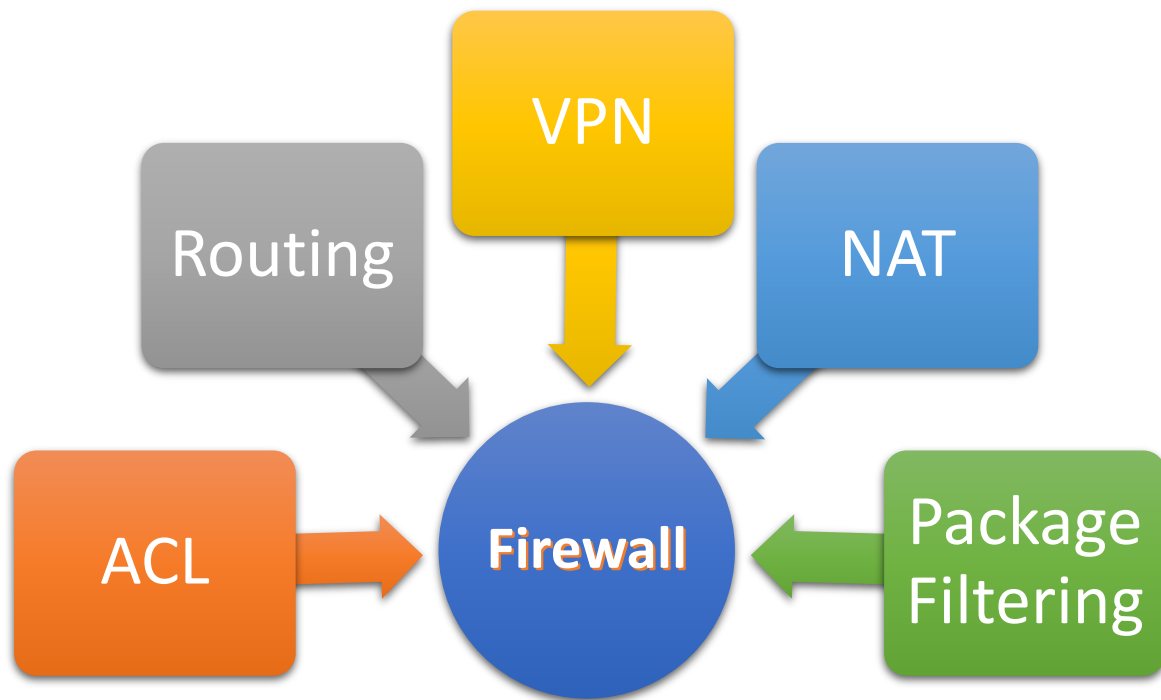 VPN
Routing
NAT
ACL
Firewall
Package
Filtering